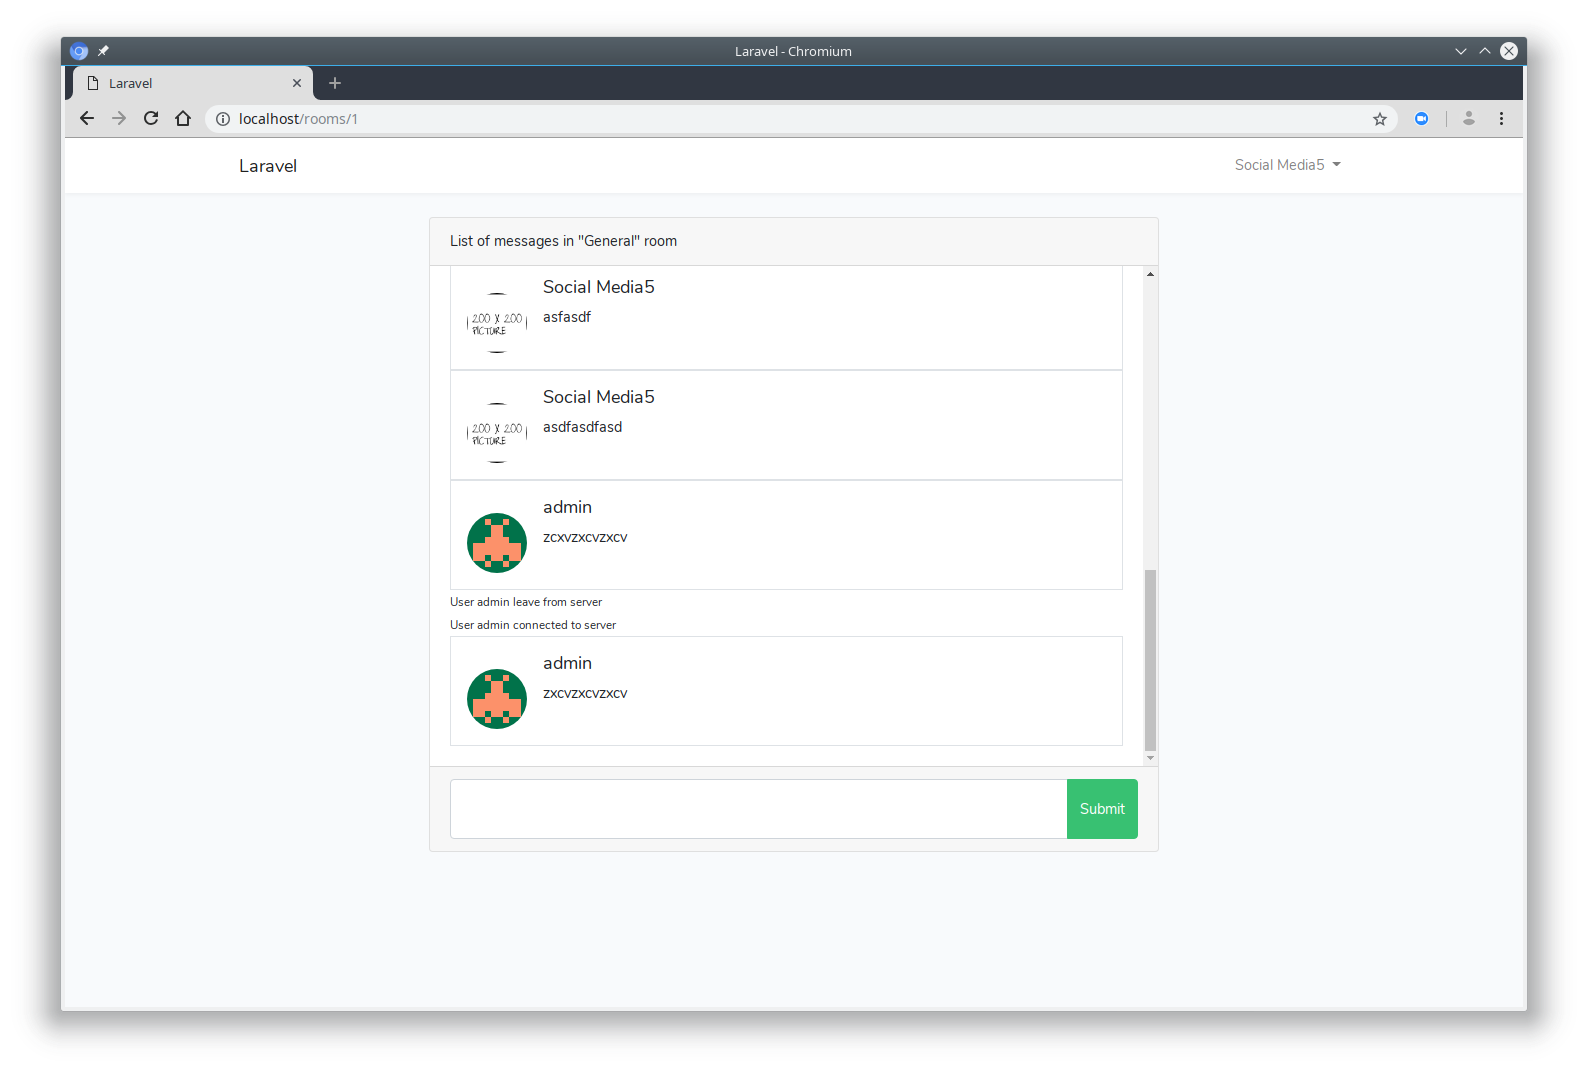 Laravel - Chromium
Laravel
localhost/rooms/1
Laravel
Social Media5
List of messages in "General" room
Social Media5
200 X 200
PICTURE
asfasdf
Social Media5
200 X 200
PICTURE
asdfasdfasd
admin
zcxvzxcvzxcv
User admin leave from server
User admin connected to server
admin
zxcvzxcvzxcv
Submit